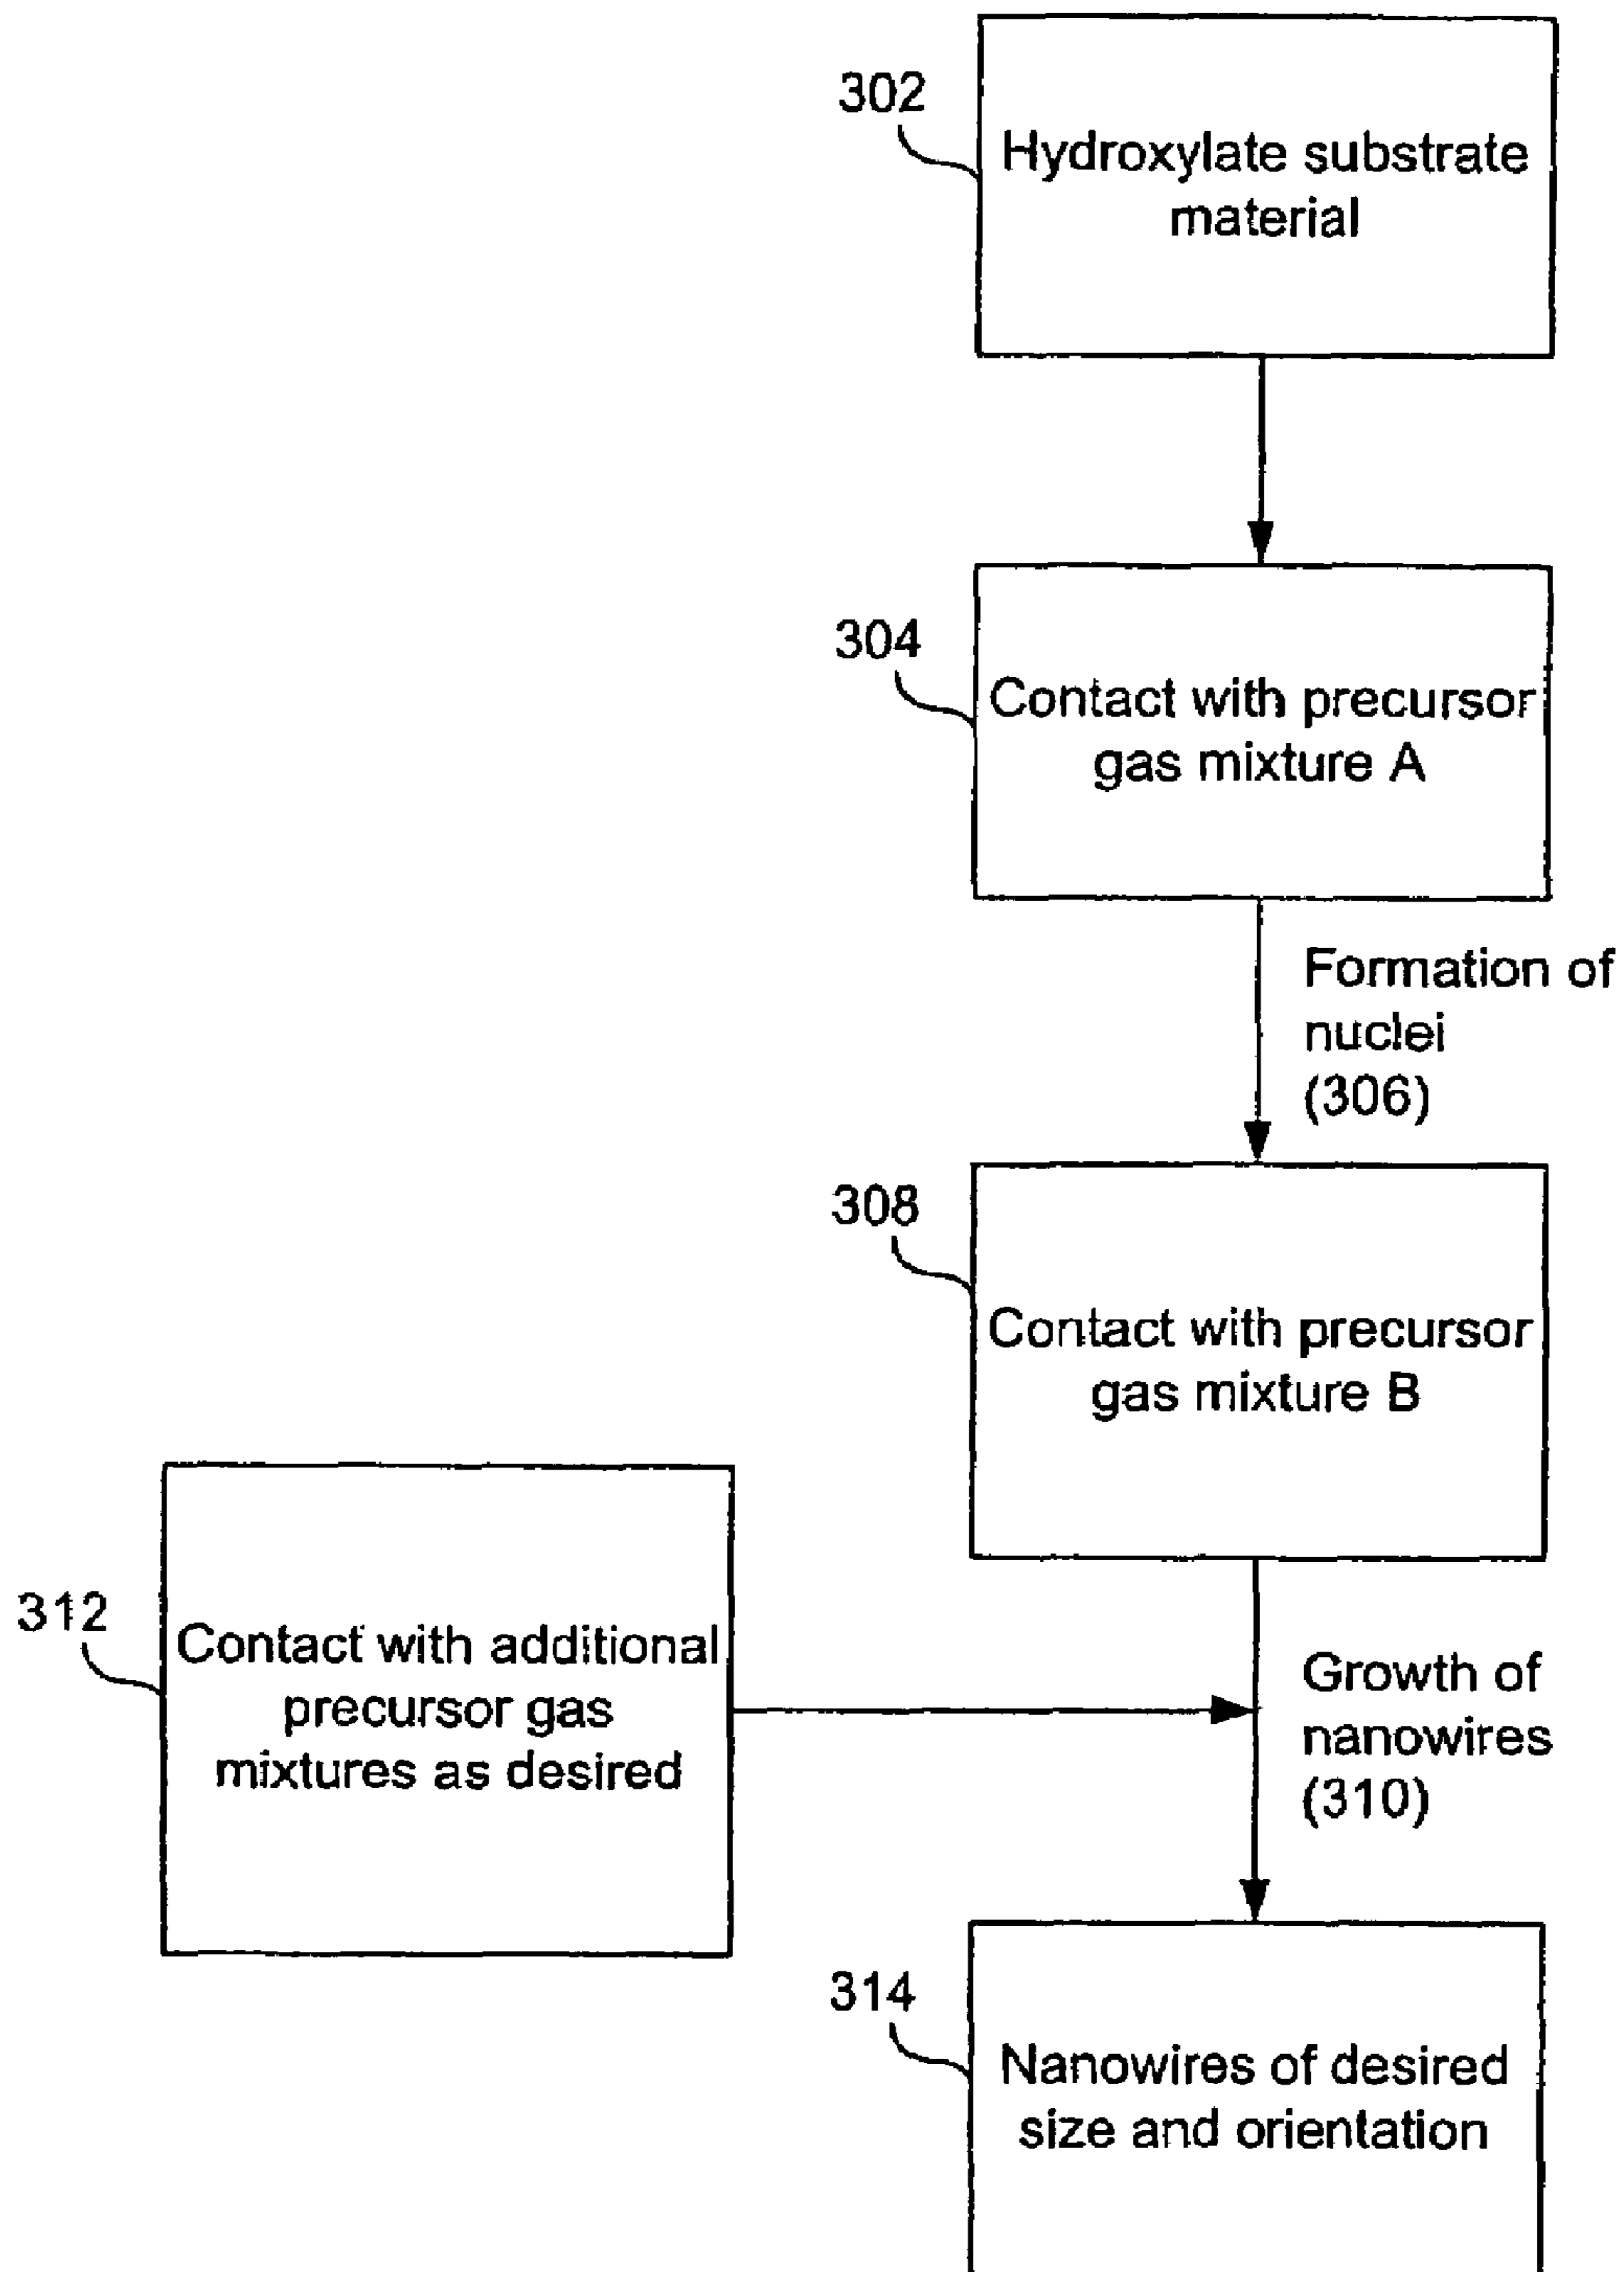 302
Hydroxylate substrate
material
304
Contact with precursor
gas mixture A
Formation of
nuclei
(306)
308
Contact with precursor
gas mixture B
312
Contact with additional
precursor gas
mixtures as desired
Growth of
nanowires
(310)
314
Nanowires of desired
size and orientation